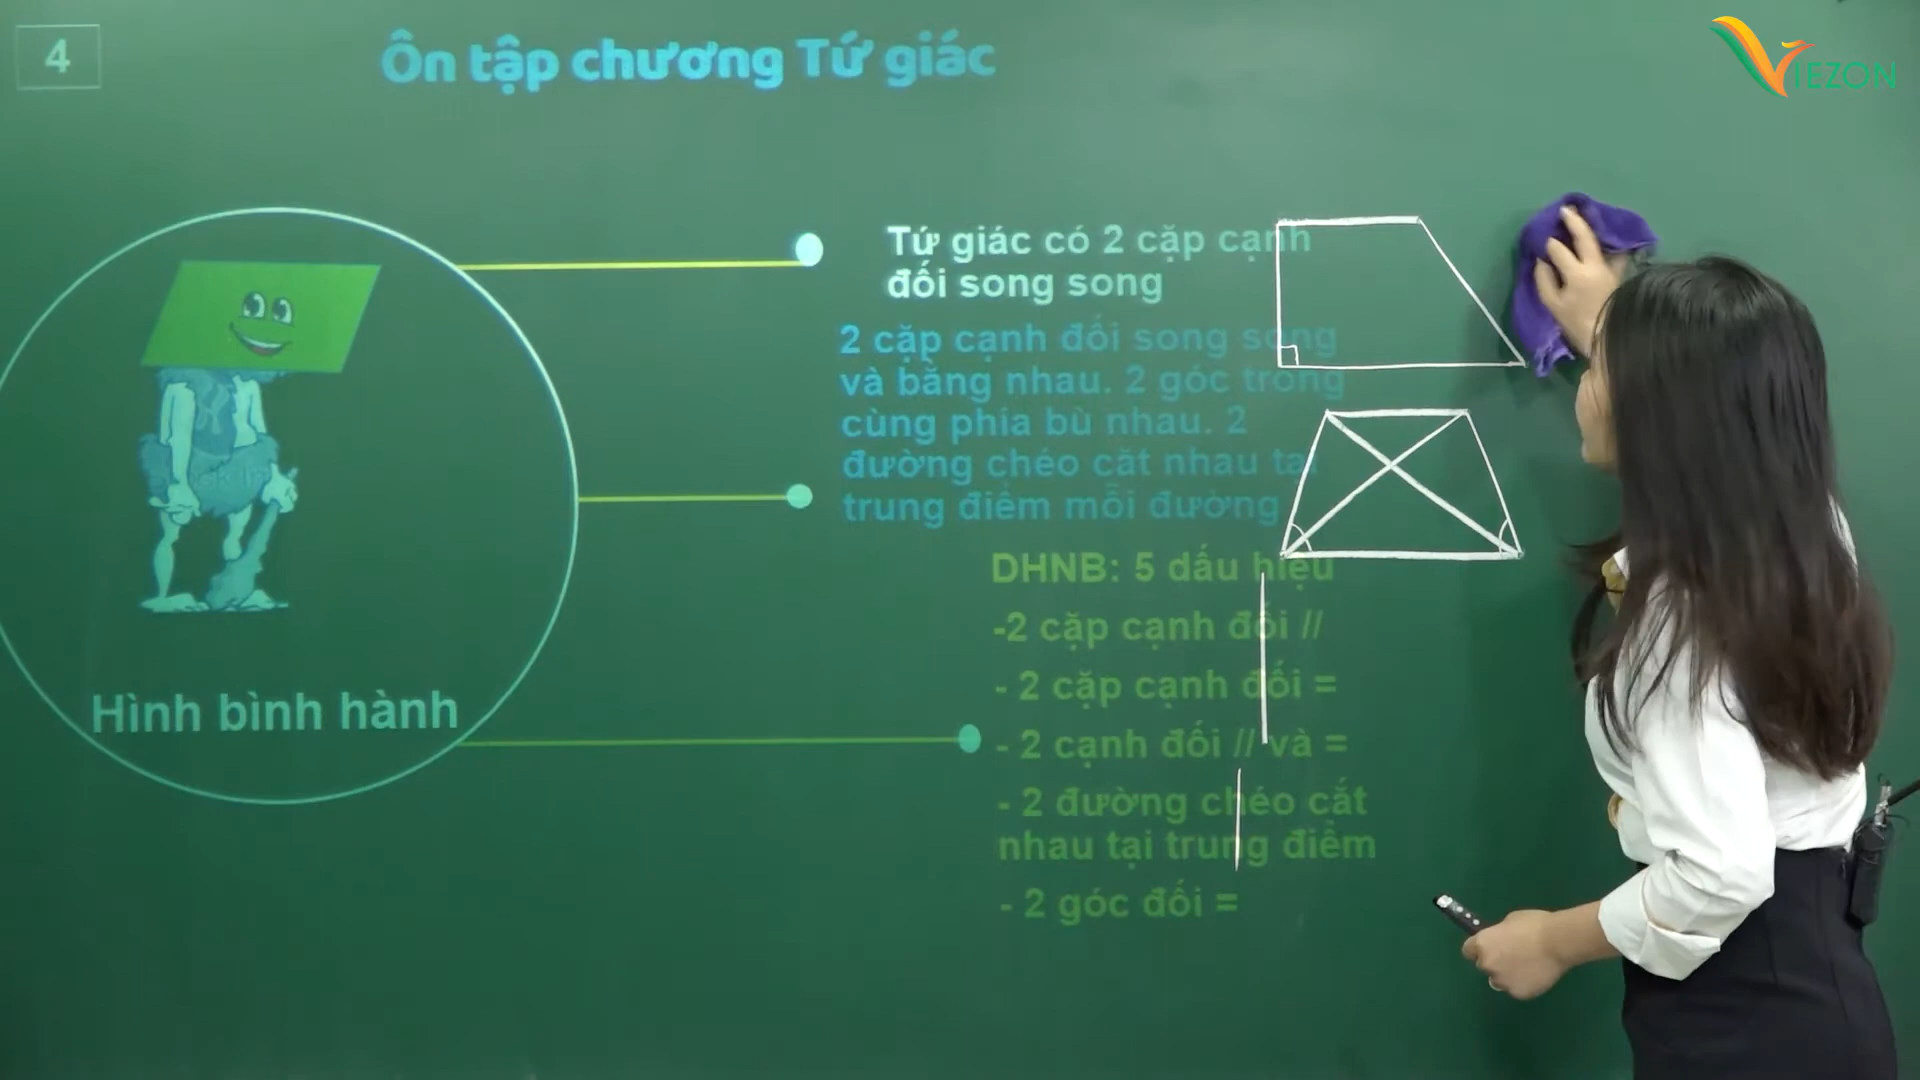 4
Ôn tập chương Tứ giác
VIEZON
Tứ giác có 2 cặp cạnh
đối song song
2 cặp cạnh đối song song
và bằng nhau. 2 góc trong
cùng phía bù nhau. 2
đường chéo cắt nhau tại
trung điểm mỗi đường
DHNB: 5 dấu hiệu
-2 cặp cạnh đối //
- 2 cặp cạnh đối =
- 2 cạnh đối // và =
- 2 đường chéo cắt
nhau tại trung điểm
- 2 góc đối =
Hình bình hành